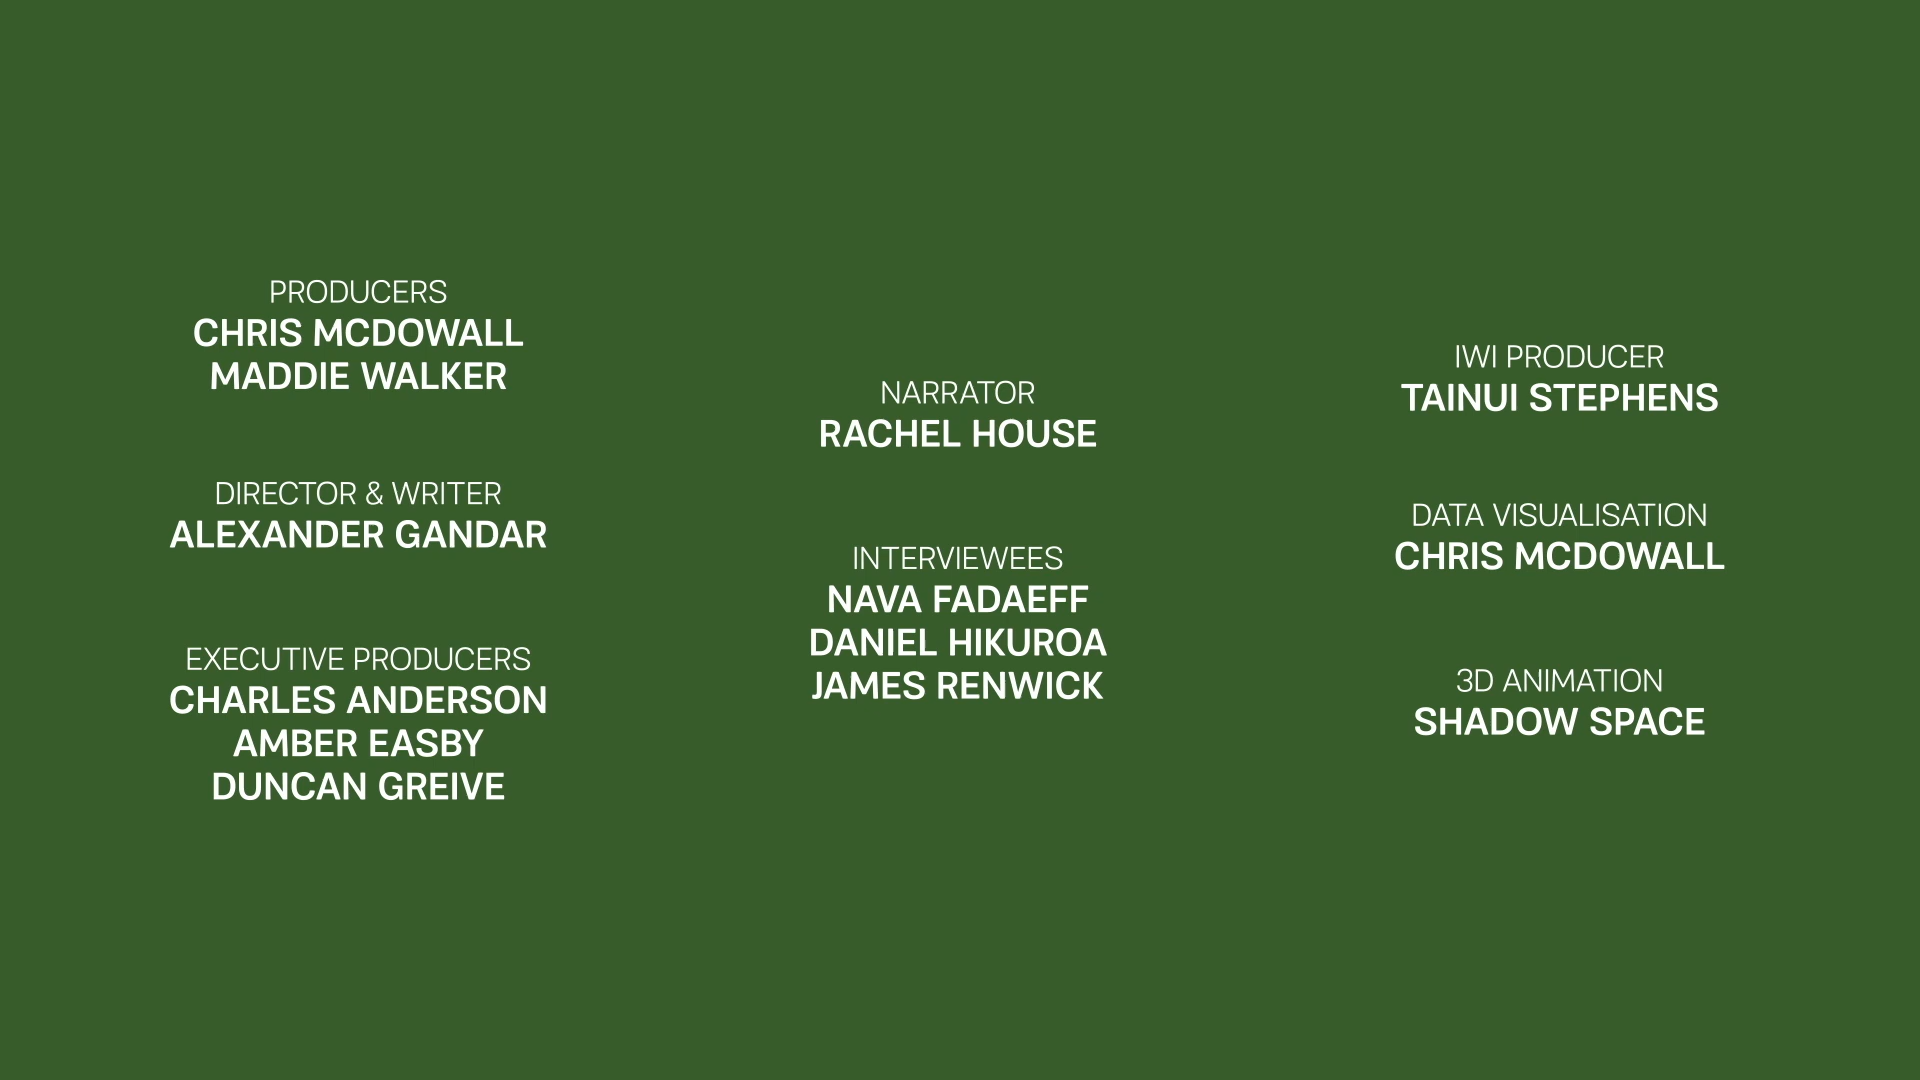 PRODUCERS
CHRIS MCDOWALL
MADDIE WALKER
DIRECTOR & WRITER
ALEXANDER GANDAR
EXECUTIVE PRODUCERS
CHARLES ANDERSON
AMBER EASBY
DUNCAN GREIVE
NARRATOR
RACHEL HOUSE
INTERVIEWEES
NAVA FADAEFF
DANIEL HIKUROA
JAMES RENWICK
IWI PRODUCER
TAINUI STEPHENS
DATA VISUALISATION
CHRIS MCDOWALL
3D ANIMATION
SHADOW SPACE